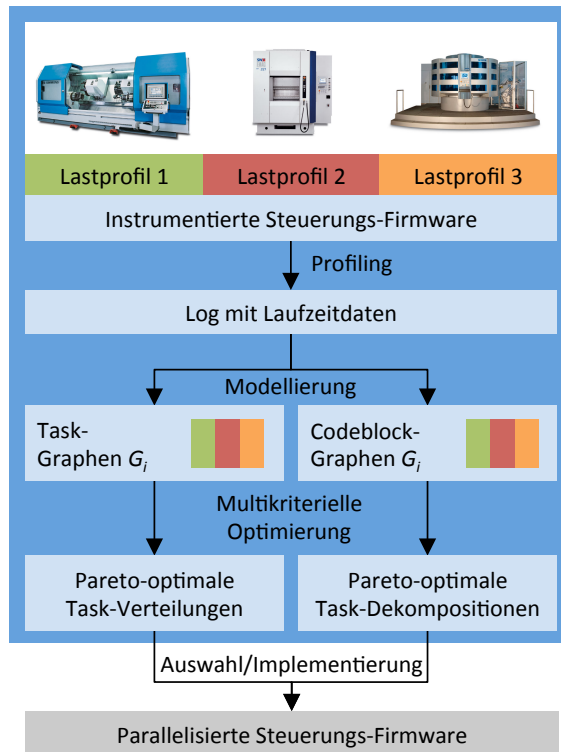 Lastprofil 1
Lastprofil 2
Lastprofil 3
Instrumentierte Steuerungs-Firmware
Profiling
Log mit Laufzeitdaten
Modellierung
Task-
Graphen Gi
Codeblock-
Graphen Gi
Multikriterielle
Optimierung
Pareto-optimale
Task-Verteilungen
Pareto-optimale
Task-Dekompositionen
Auswahl/Implementierung
Parallelisierte Steuerungs-Firmware